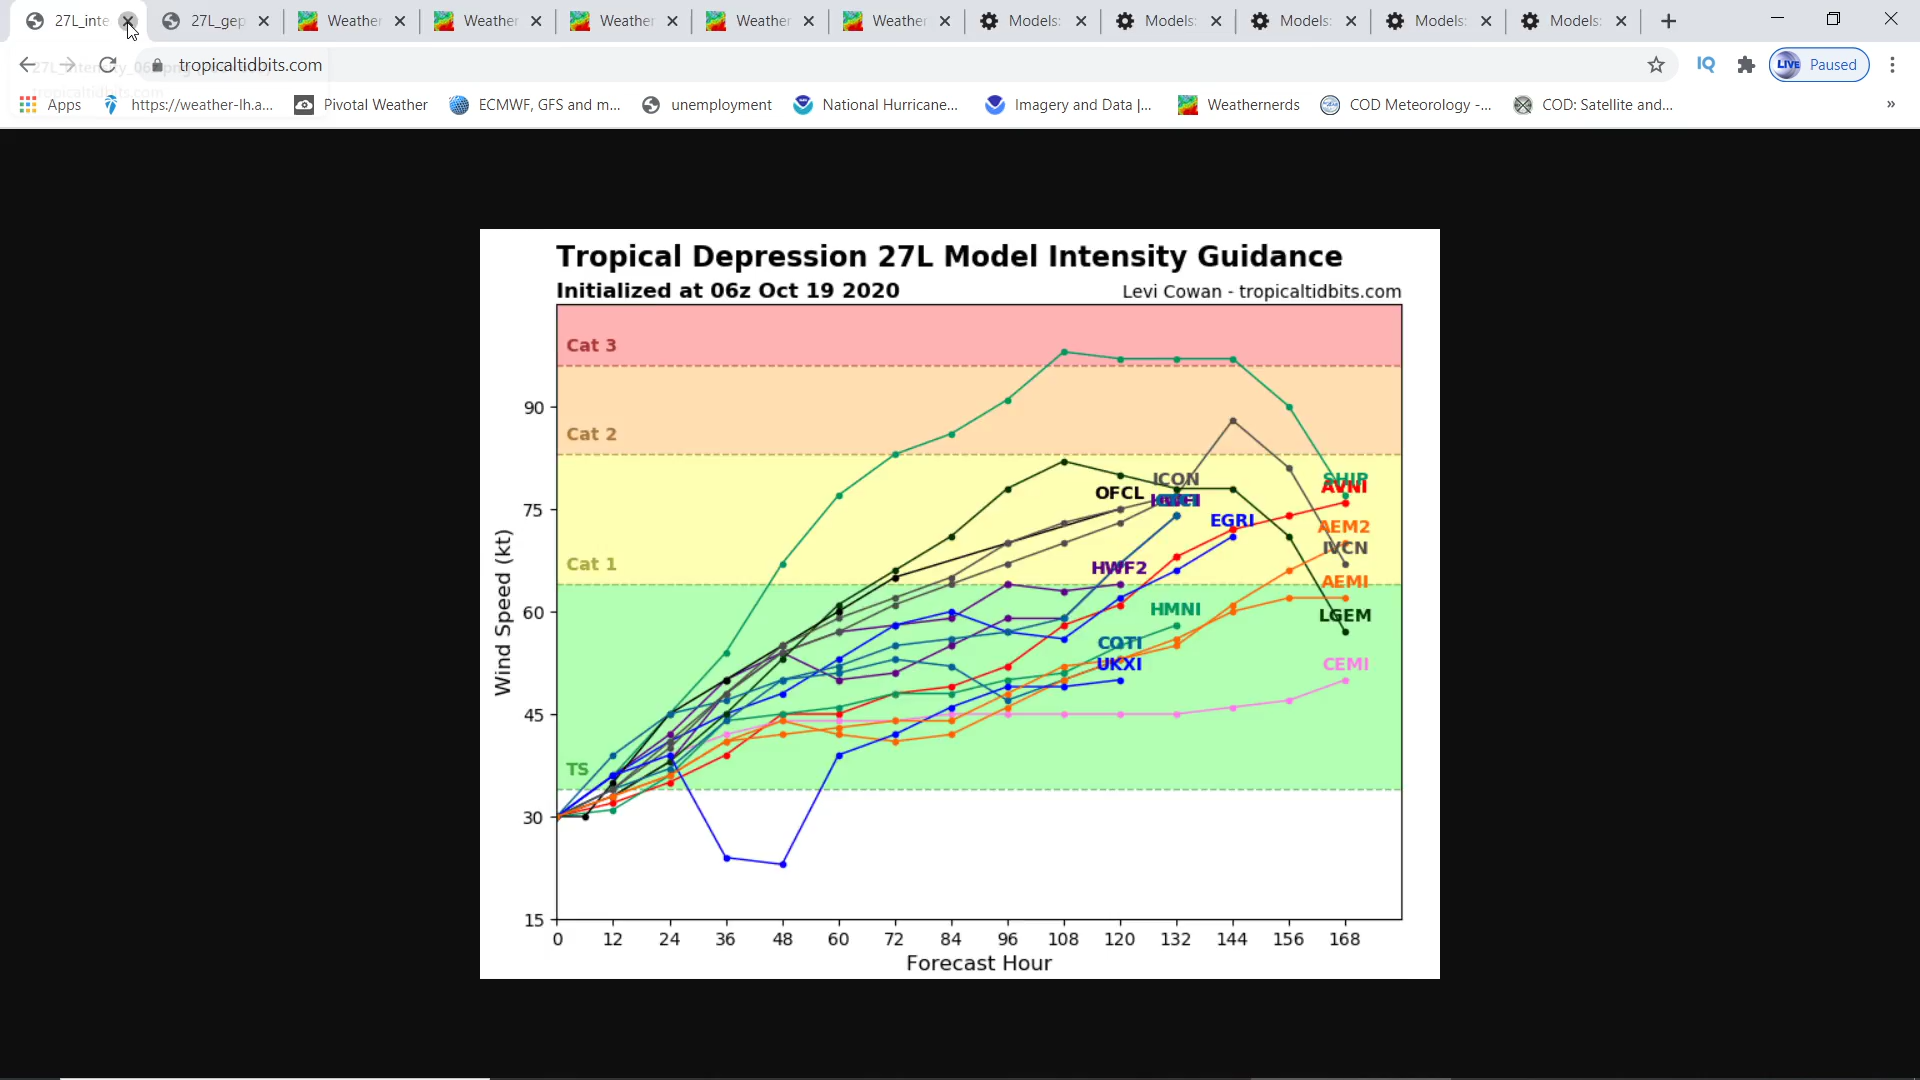 27L_inte
27L_gep
Weather
Weather
Weather
Weather
Weather
Models:
Models:
Models:
Models:
Models:
tropicaltidbits.com
IQ
LIVE
Paused
Apps
https://weather-lh.a...
Pivotal Weather
ECMWF, GFS and m...
unemployment
National Hurricane...
Imagery and Data |...
Weathernerds
COD Meteorology -...
COD: Satellite and...
»
Tropical Depression 27L Model Intensity Guidance
Initialized at 06z Oct 19 2020
Levi Cowan - tropicaltidbits.com
Cat 3
90
Cat 2
ICON
SHIP
AVNI
OFCL
75
EGRI
AEM2
IVCN
Cat 1
HWF2
AEMI
Wind Speed (kt)
60
HMNI
LGEM
COTI
UKXI
CEMI
45
TS
30
15
0 12 24 36 48 60 72 84 96 108 120 132 144 156 168
Forecast Hour